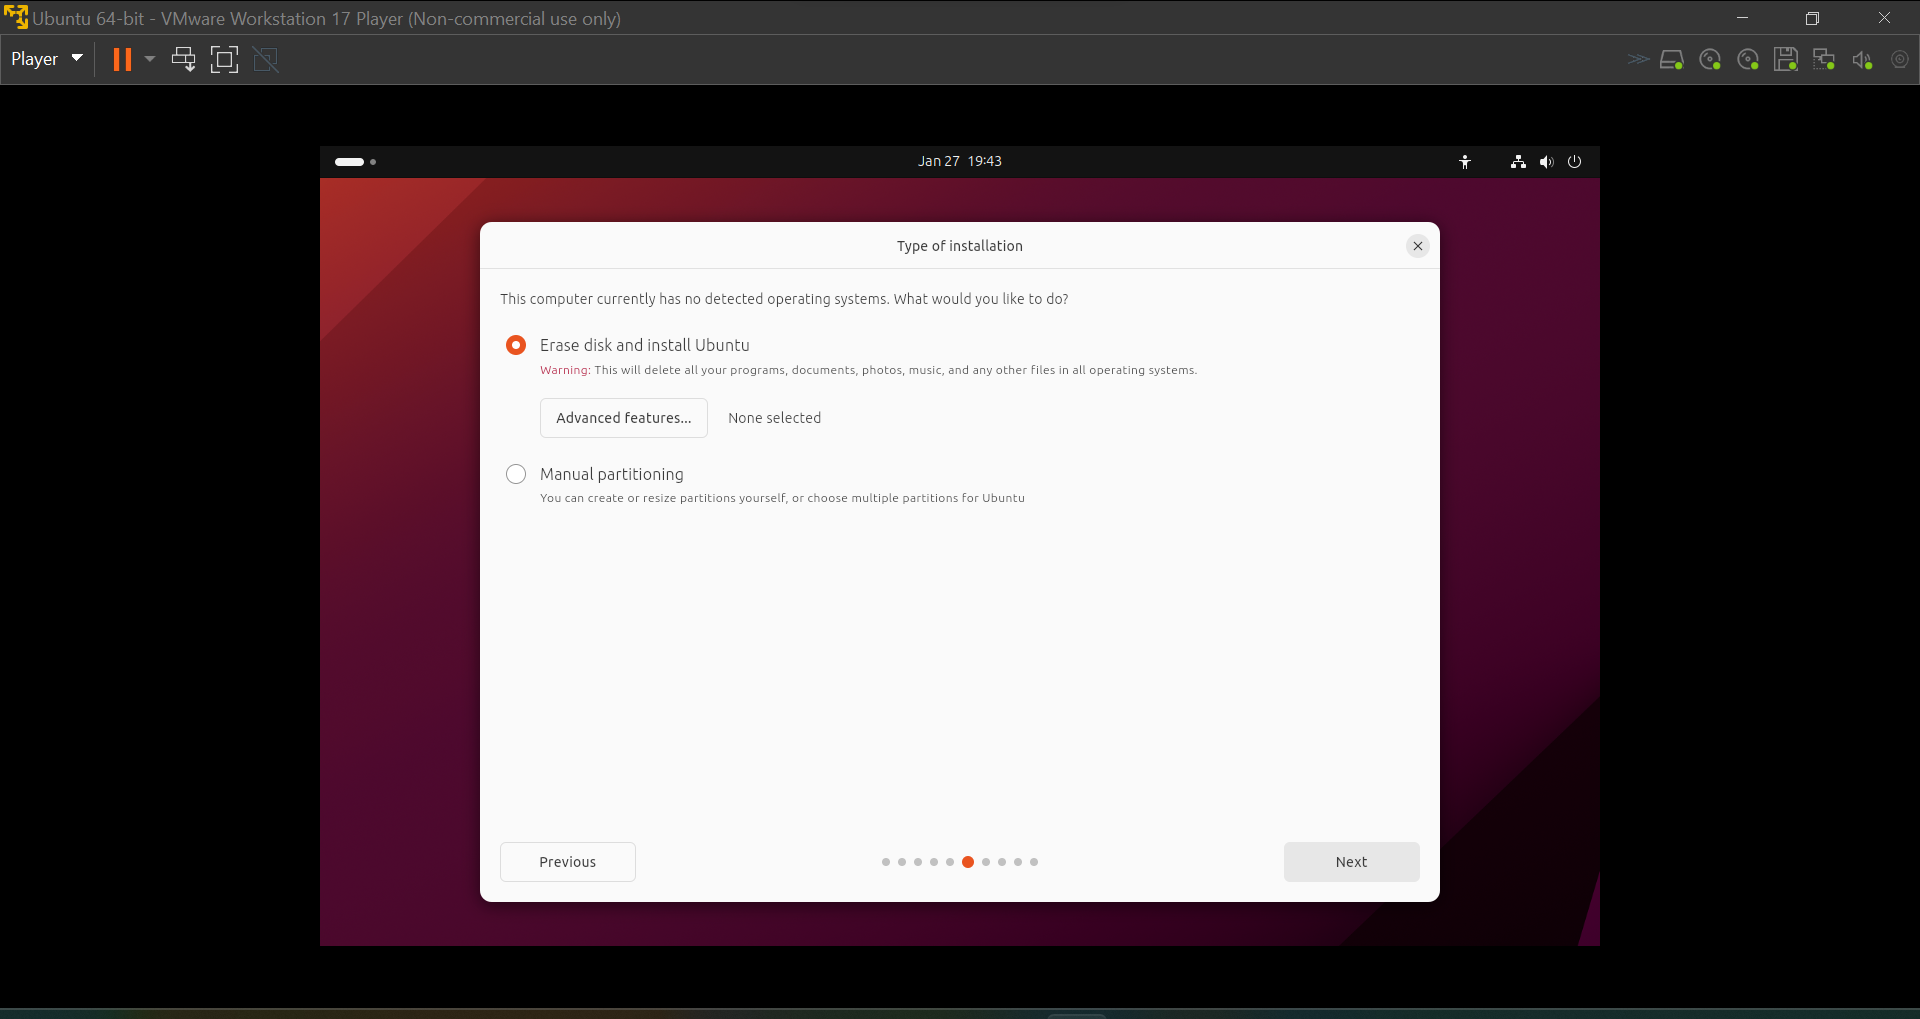 Ubuntu 64-bit - VMware Workstation 17 Player (Non-commercial use only)
Player
Jan 27 19:43
Type of installation
This computer currently has no detected operating systems. What would you like to do?
Erase disk and install Ubuntu
Warning: This will delete all your programs, documents, photos, music, and any other files in all operating systems.
Advanced features... None selected
Manual partitioning
You can create or resize partitions yourself, or choose multiple partitions for Ubuntu
Previous Next